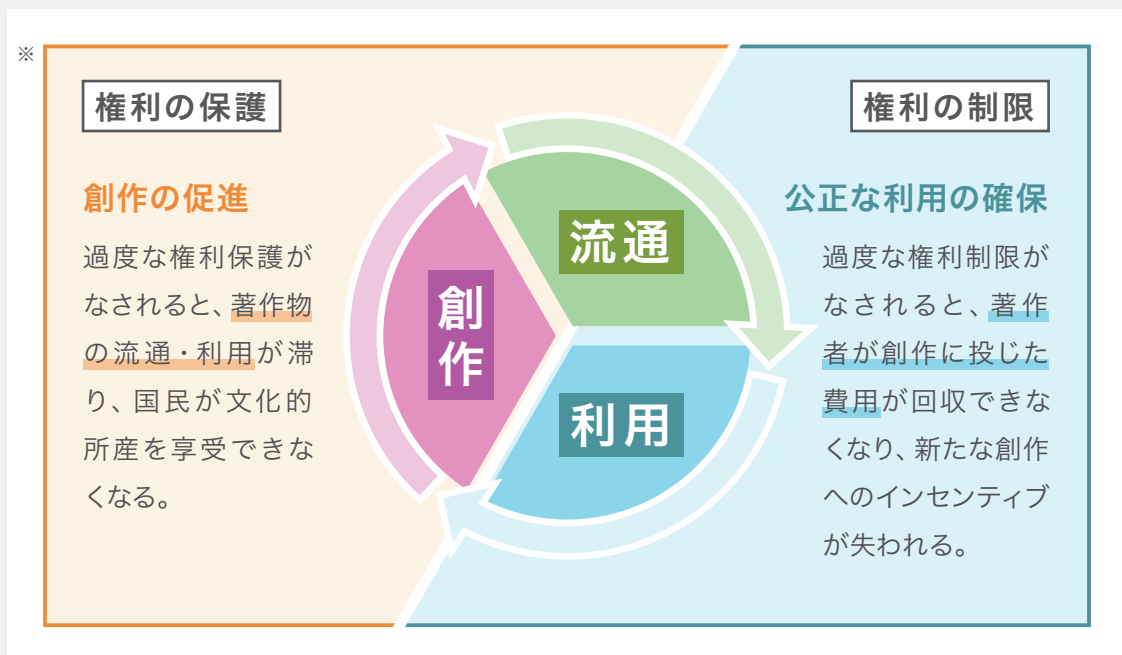 ※
権利の保護
創作の促進
過度な権利保護が
なされると、著作物
の流通・利用が滞
り、国民が文化的
所産を享受できな
くなる。
創作
流通
利用
権利の制限
公正な利用の確保
過度な権利制限が
なされると、著作
者が創作に投じた
費用が回収できな
くなり、新たな創作
へのインセンティブ
が失われる。